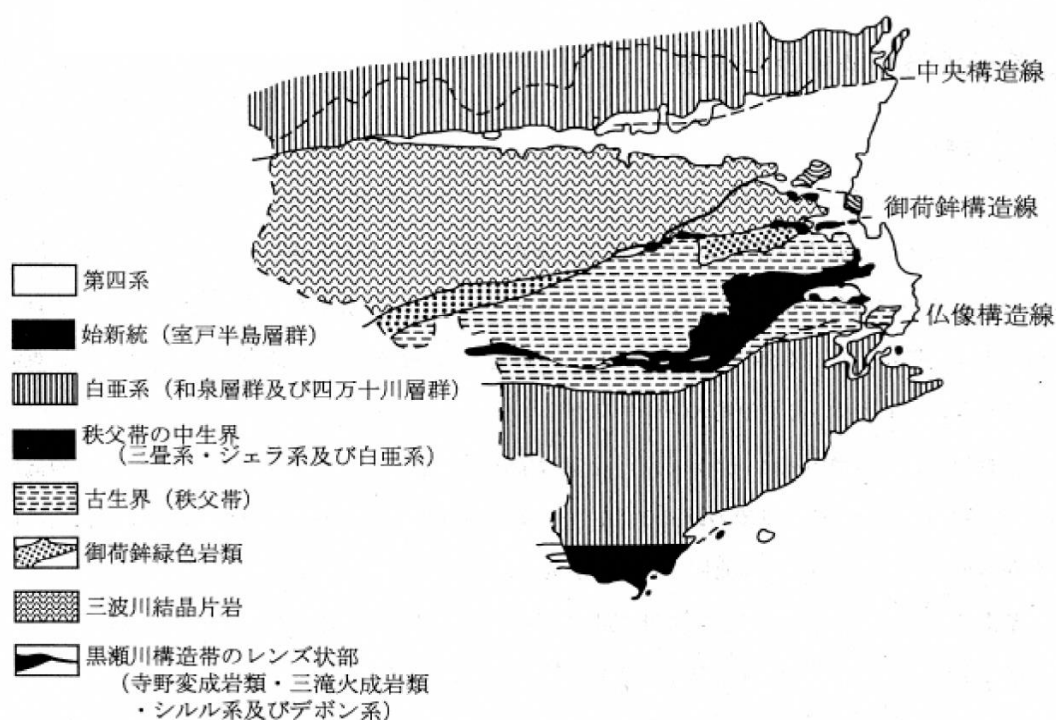 中央構造線
御荷鉾構造線
仏像構造線
第四系
始新統（室戸半島層群）
白亜系（和泉層群及び四万十川層群）
秩父帯の中生界
（三畳系・ジェラ系及び白亜系）
古生界（秩父帯）
御荷鉾緑色岩類
三波川結晶片岩
黒瀬川構造帯のレンズ状部
（寺野変成岩類・三滝火成岩類
・シルル系及びデボン系）